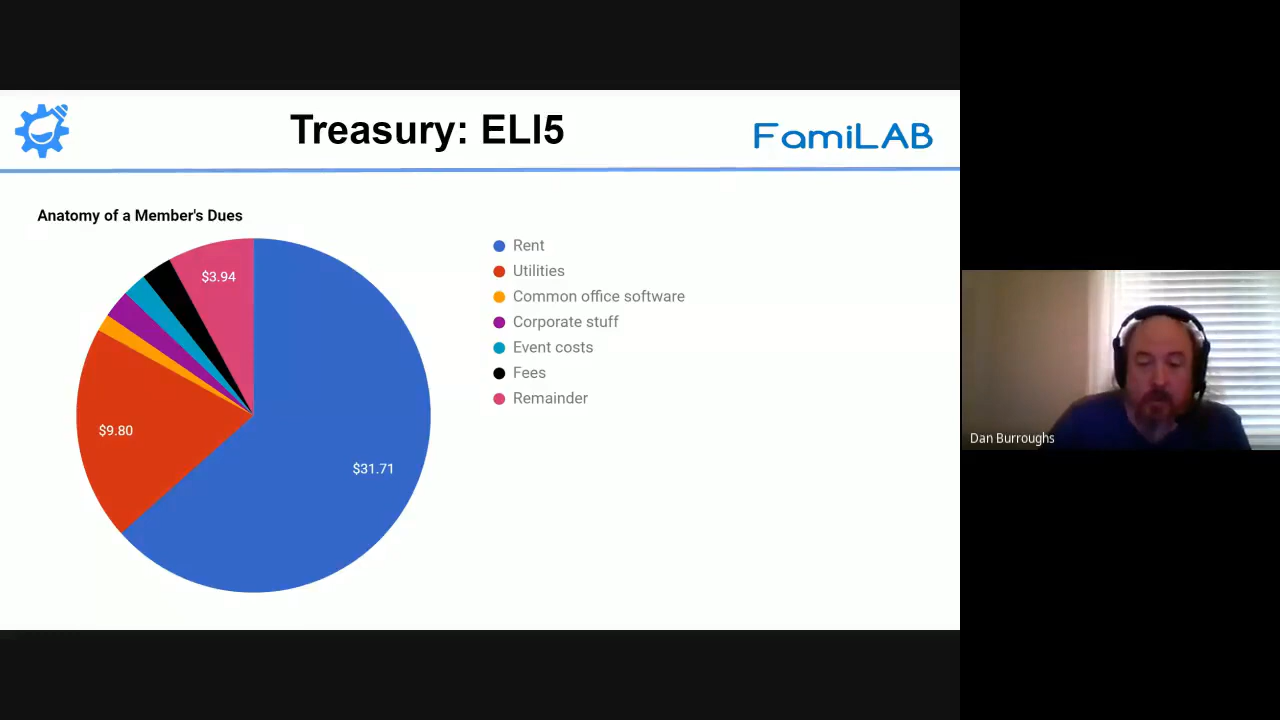 Treasury: ELI5
FamiLAB
Anatomy of a Member's Dues
$3.94
$9.80
$31.71
Rent
Utilities
Common office software
Corporate stuff
Event costs
Fees
Remainder
Dan Burroughs